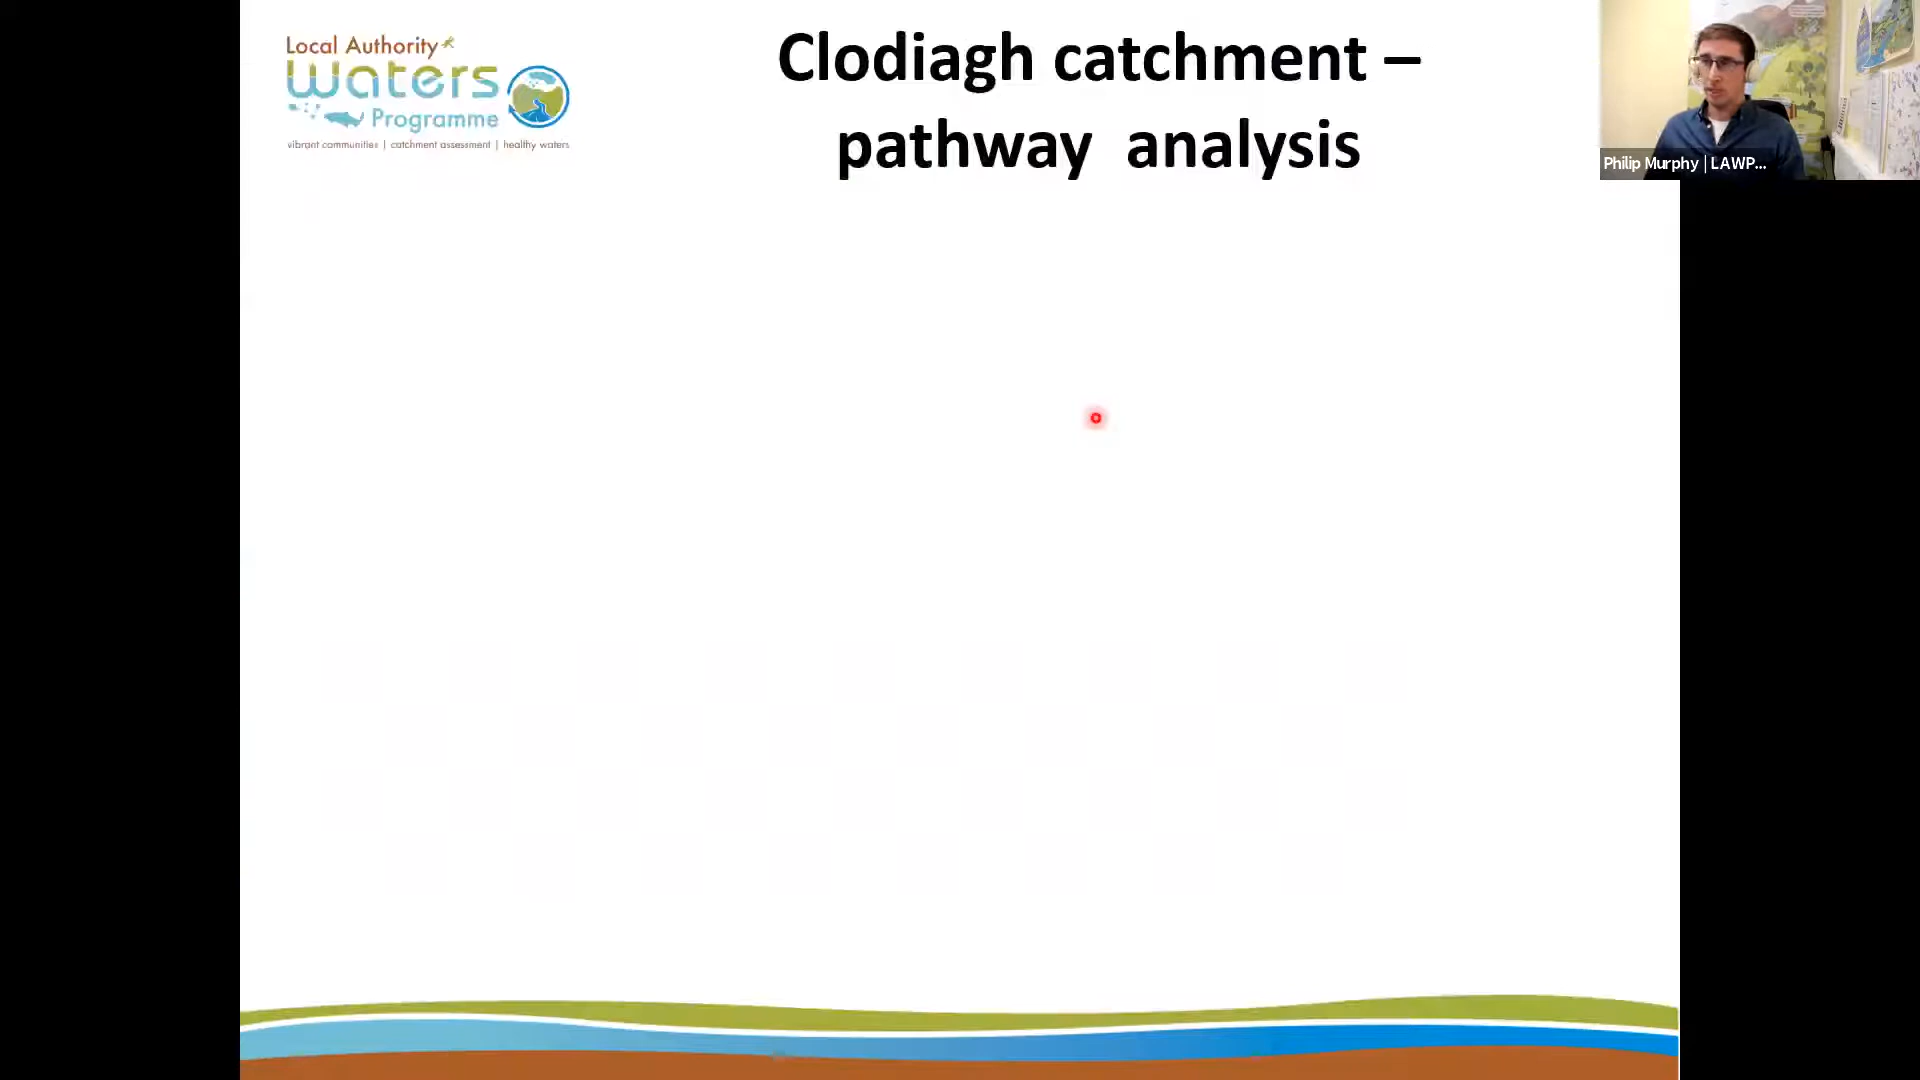 Local Authority
waters
Programme
vibrant communities | catchment assessment | healthy waters
Clodiagh catchment –
pathway analysis
Philip Murphy | LAWP...